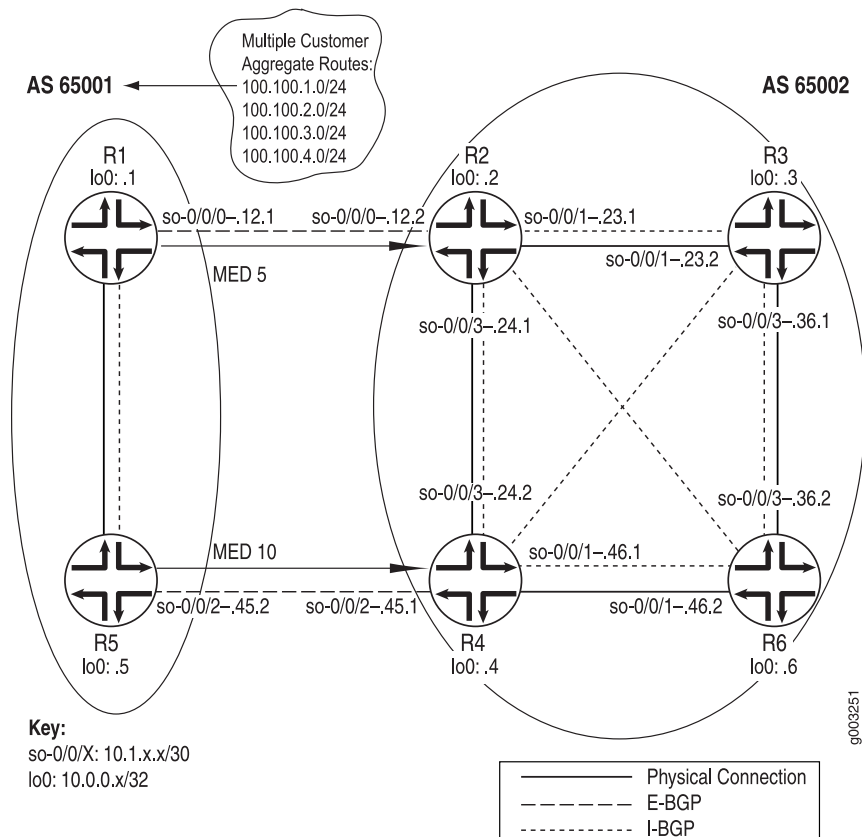 Multiple Customer
Aggregate Routes:
100.100.1.0/24
100.100.2.0/24
100.100.3.0/24
100.100.4.0/24
AS 65001
AS 65002
R1
lo0: .1
R2
lo0: .2
R3
lo0: .3
so-0/0/0–.12.1
so-0/0/0–.12.2
so-0/0/1–.23.1
MED 5
so-0/0/1–.23.2
so-0/0/3–.24.1
so-0/0/3–.36.1
so-0/0/3–.24.2
so-0/0/3–.36.2
MED 10
so-0/0/1–.46.1
so-0/0/2–.45.2
so-0/0/2–.45.1
so-0/0/1–.46.2
R5
lo0: .5
R4
lo0: .4
R6
lo0: .6
Key:
so-0/0/X: 10.1.x.x/30
lo0: 10.0.0.x/32
g003251
Physical Connection
E-BGP
I-BGP